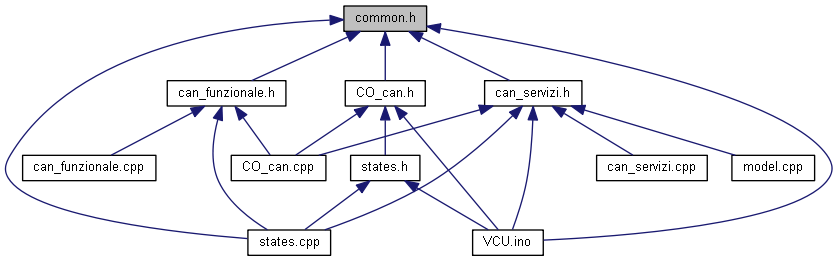 common.h
can_funzionale.h
CO_can.h
can_servizi.h
can_funzionale.cpp
CO_can.cpp
states.h
can_servizi.cpp
model.cpp
states.cpp
VCU.ino